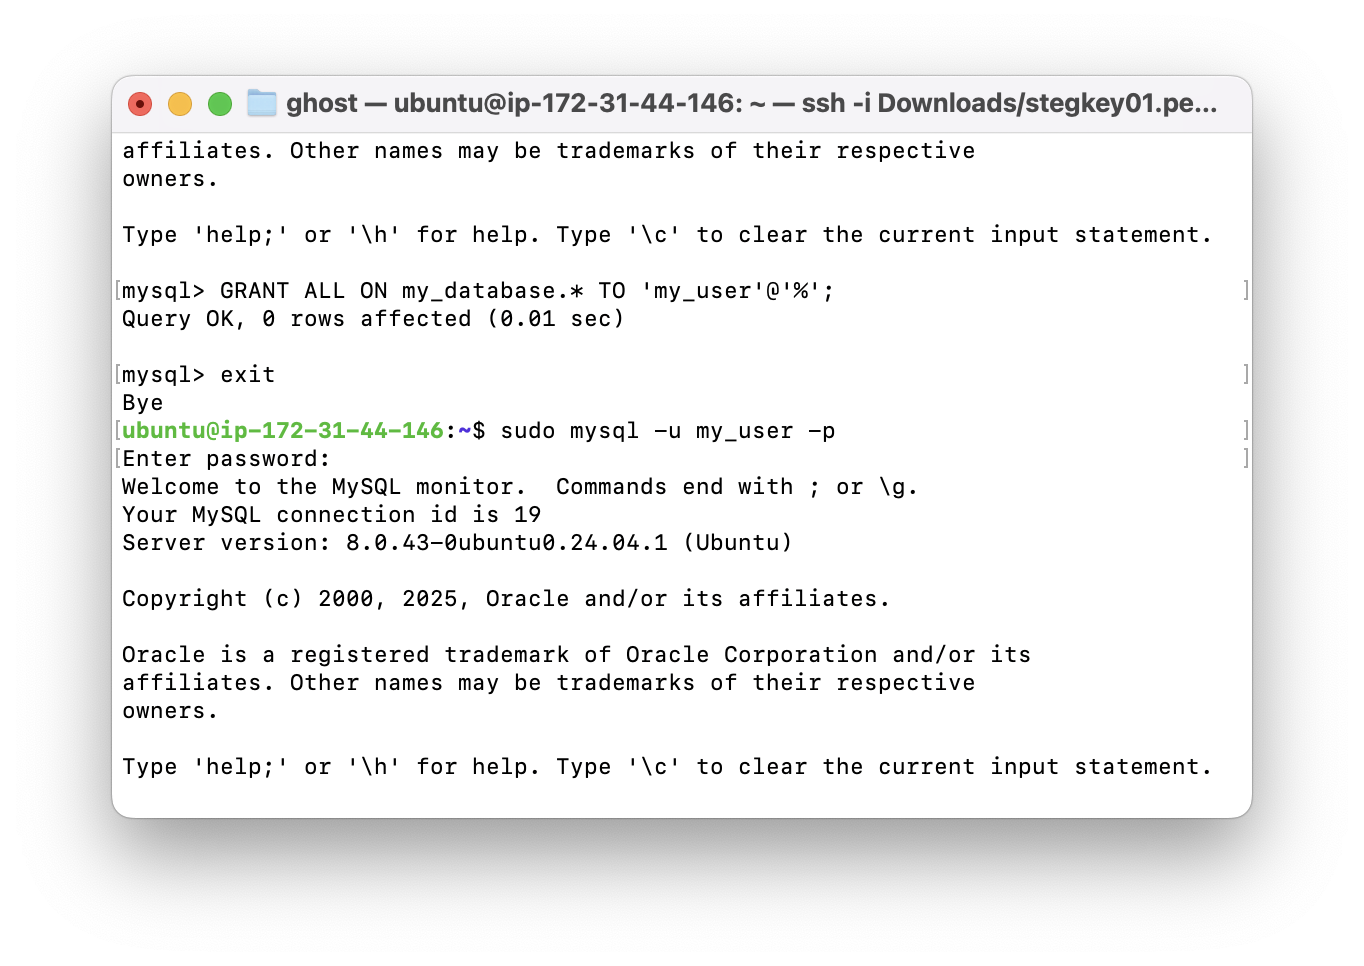 ghost — ubuntu@ip-172-31-44-146: ~ — ssh -i Downloads/stegkey01.pe...
affiliates. Other names may be trademarks of their respective
owners.
Type 'help;' or '\h' for help. Type '\c' to clear the current input statement.
[mysql> GRANT ALL ON my_database.* TO 'my_user'@'%'; ]
Query OK, 0 rows affected (0.01 sec)
[mysql> exit ]
Bye
[ubuntu@ip-172-31-44-146:~$ sudo mysql -u my_user -p ]
[Enter password: ]
Welcome to the MySQL monitor.  Commands end with ; or \g.
Your MySQL connection id is 19
Server version: 8.0.43-0ubuntu0.24.04.1 (Ubuntu)
Copyright (c) 2000, 2025, Oracle and/or its affiliates.
Oracle is a registered trademark of Oracle Corporation and/or its
affiliates. Other names may be trademarks of their respective
owners.
Type 'help;' or '\h' for help. Type '\c' to clear the current input statement.